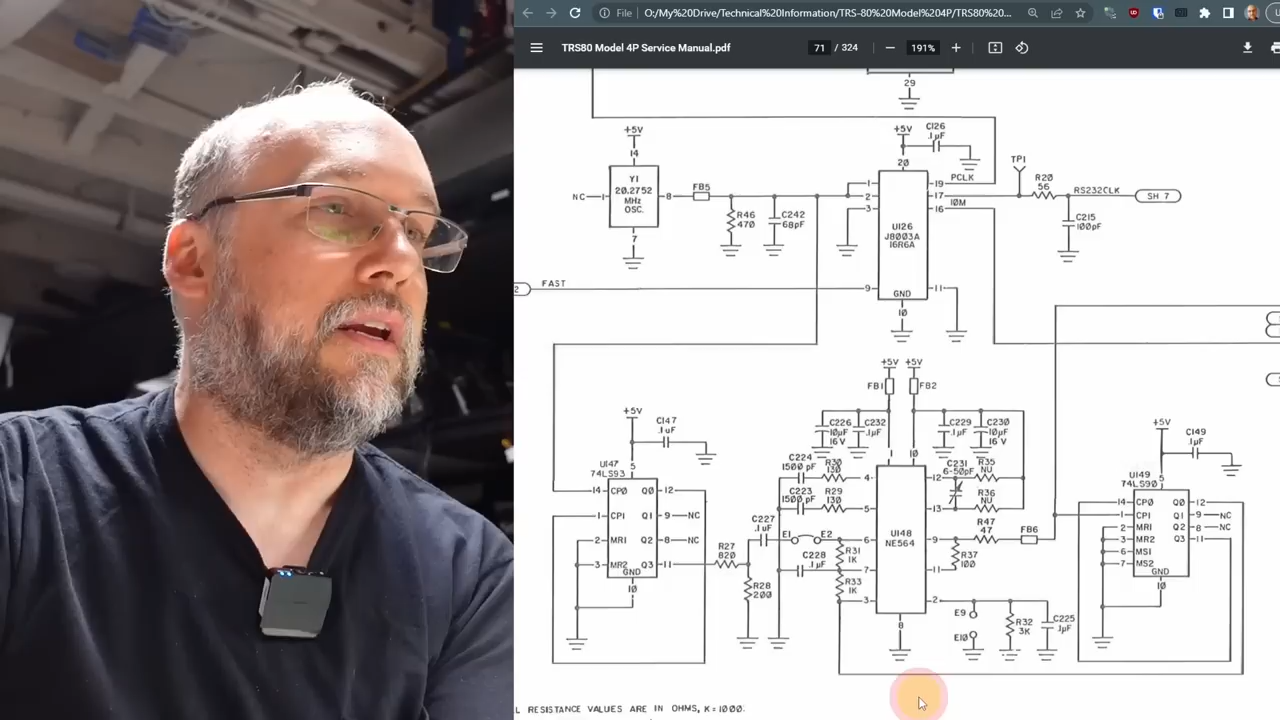 File O:/My%20Drive/Technical%20Information/TRS-80%20Model%204P/TRS80%20...
TRS80 Model 4P Service Manual.pdf 71 / 324 191%
29
+5V
14
Y1
20.2752
MHz
OSC.
NC 1 8 FB5
7
R46
470
C242
68pF
+5V
C126
.1µF
20
1
2
3
19 PCLK
17
16 10M
U126
J8003A
16R6A
TP1
R20
56
RS232CLK
SH 7
C215
100pF
2 FAST
9
11
GND
10
+5V +5V
FB1 FB2
+5V
C147
.1uF
U147
74LS93
5
14 CP0 Q0 12
1 CP1 Q1 9 NC
2 MR1 Q2 8 NC
3 MR2 Q3 11
GND
10
R27
820
R28
200
C227
.1uF
E1 E2
C228
.1µF
C226
10µF
16V
C232
.1µF
C224
1500 pF
R30
130
C223
1500pF
R29
130
R31
1K
R33
1K
1 10
4
5
6
7
3
U148
NE564
12
13
9
11
2
8
C229
.1µF
C230
10µF
16V
C231
6-50pF
R35
NU
R36
NU
R47
47
FB6
R37
100
E9
E10
R32
3K
C225
.1µF
+5V
C149
.1µF
U149
74LS90
5
14 CP0 Q0 12
1 CP1 Q1 9 NC
2 MR1 Q2 8 NC
3 MR2 Q3 11
6 MS1
7 MS2
GND
10
L RESISTANCE VALUES ARE IN OHMS, K=1000.